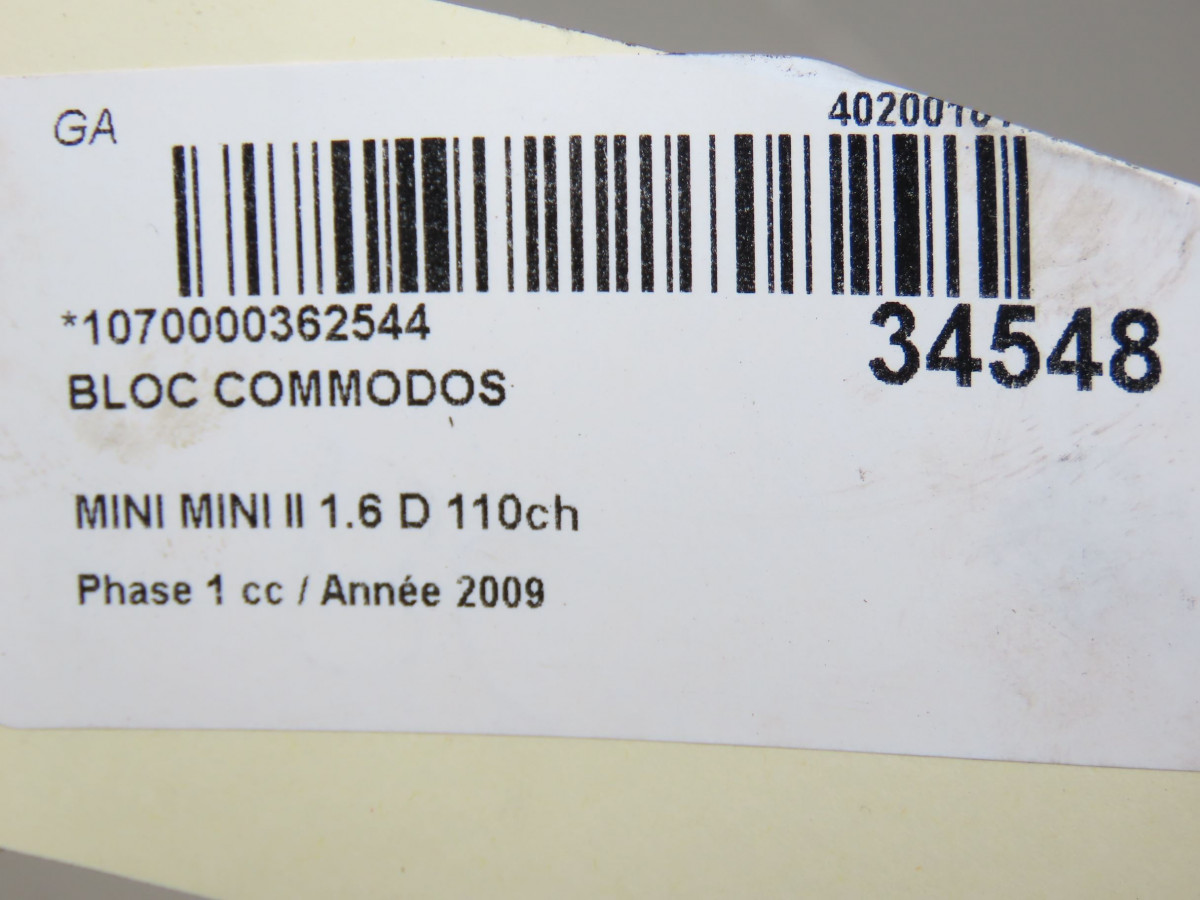 GA
*1070000362544
34548
BLOC COMMODOS
MINI MINI II 1.6 D 110ch
Phase 1 cc / Année 2009